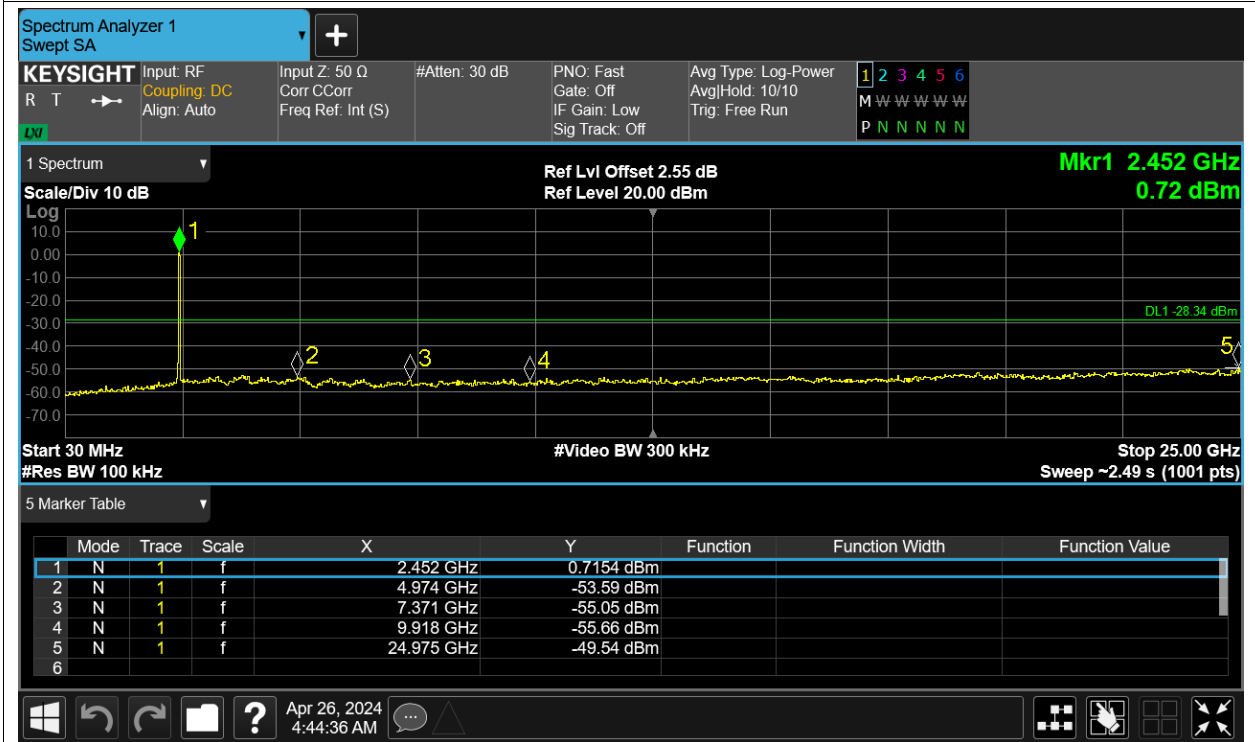 Spectrum Analyzer 1
Swept SA
KEYSIGHT Input: RF Input Z: 50 Ω #Atten: 30 dB PNO: Fast Avg Type: Log-Power 1 2 3 4 5 6
R T Coupling: DC Corr CCorr Gate: Off Avg|Hold: 10/10 M W W W W W
Align: Auto Freq Ref: Int (S) IF Gain: Low Trig: Free Run
LXI Sig Track: Off P N N N N N
1 Spectrum Ref Lvl Offset 2.55 dB Mkr1 2.452 GHz
Scale/Div 10 dB Ref Level 20.00 dBm 0.72 dBm
Log
10.0 1
0.00
-10.0
-20.0
DL1 -28.34 dBm
-30.0
-40.0 2 3 4 5
-50.0
-60.0
-70.0
Start 30 MHz #Video BW 300 kHz Stop 25.00 GHz
#Res BW 100 kHz Sweep ~2.49 s (1001 pts)
5 Marker Table
Mode Trace Scale X Y Function Function Width Function Value
1 N 1 f 2.452 GHz 0.7154 dBm
2 N 1 f 4.974 GHz -53.59 dBm
3 N 1 f 7.371 GHz -55.05 dBm
4 N 1 f 9.918 GHz -55.66 dBm
5 N 1 f 24.975 GHz -49.54 dBm
6
? Apr 26, 2024
4:44:36 AM